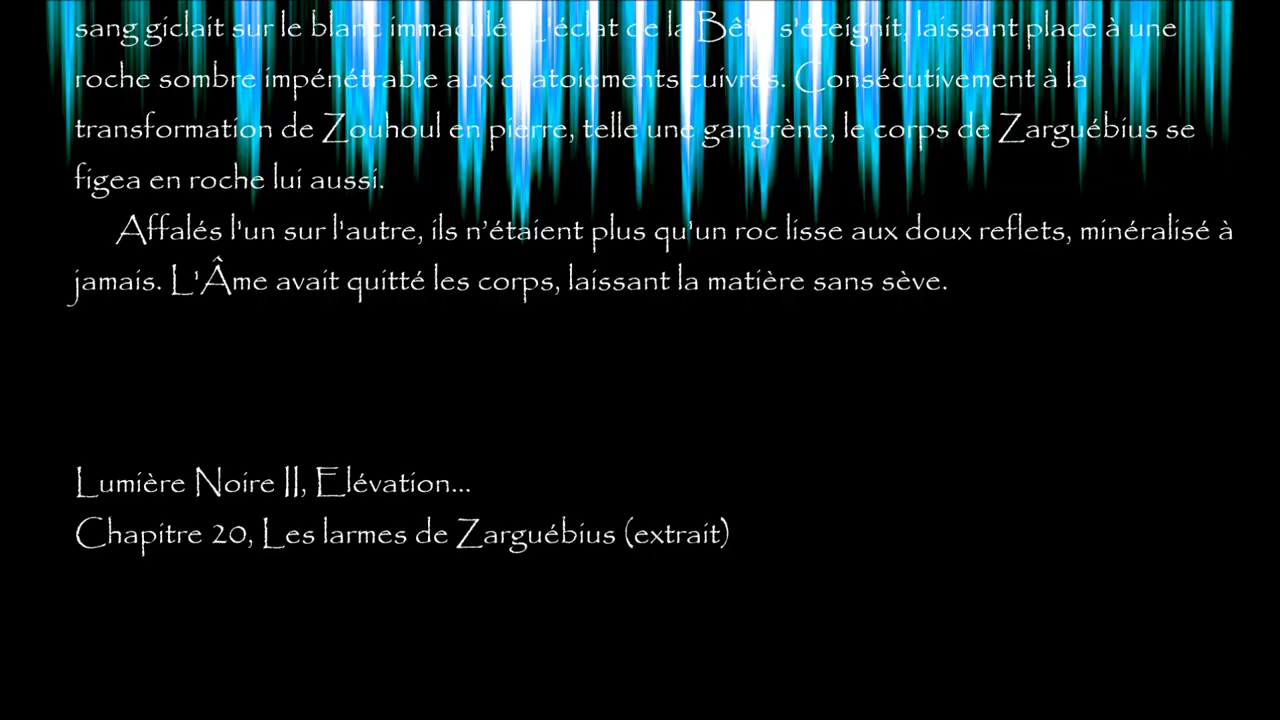 sang giclait sur le blanc immaculé. L'éclat de la Bête s'éteignit, laissant place à une
roche sombre impénétrable aux chatoiements cuivrés. Consécutivement à la
transformation de Zouhoul en pierre, telle une gangrène, le corps de Zarguébius se
figea en roche lui aussi.
Affalés l'un sur l'autre, ils n’étaient plus qu'un roc lisse aux doux reflets, minéralisé à
jamais. L'Âme avait quitté les corps, laissant la matière sans sève.
Lumière Noire II, Elévation...
Chapitre 20, Les larmes de Zarguébius (extrait)